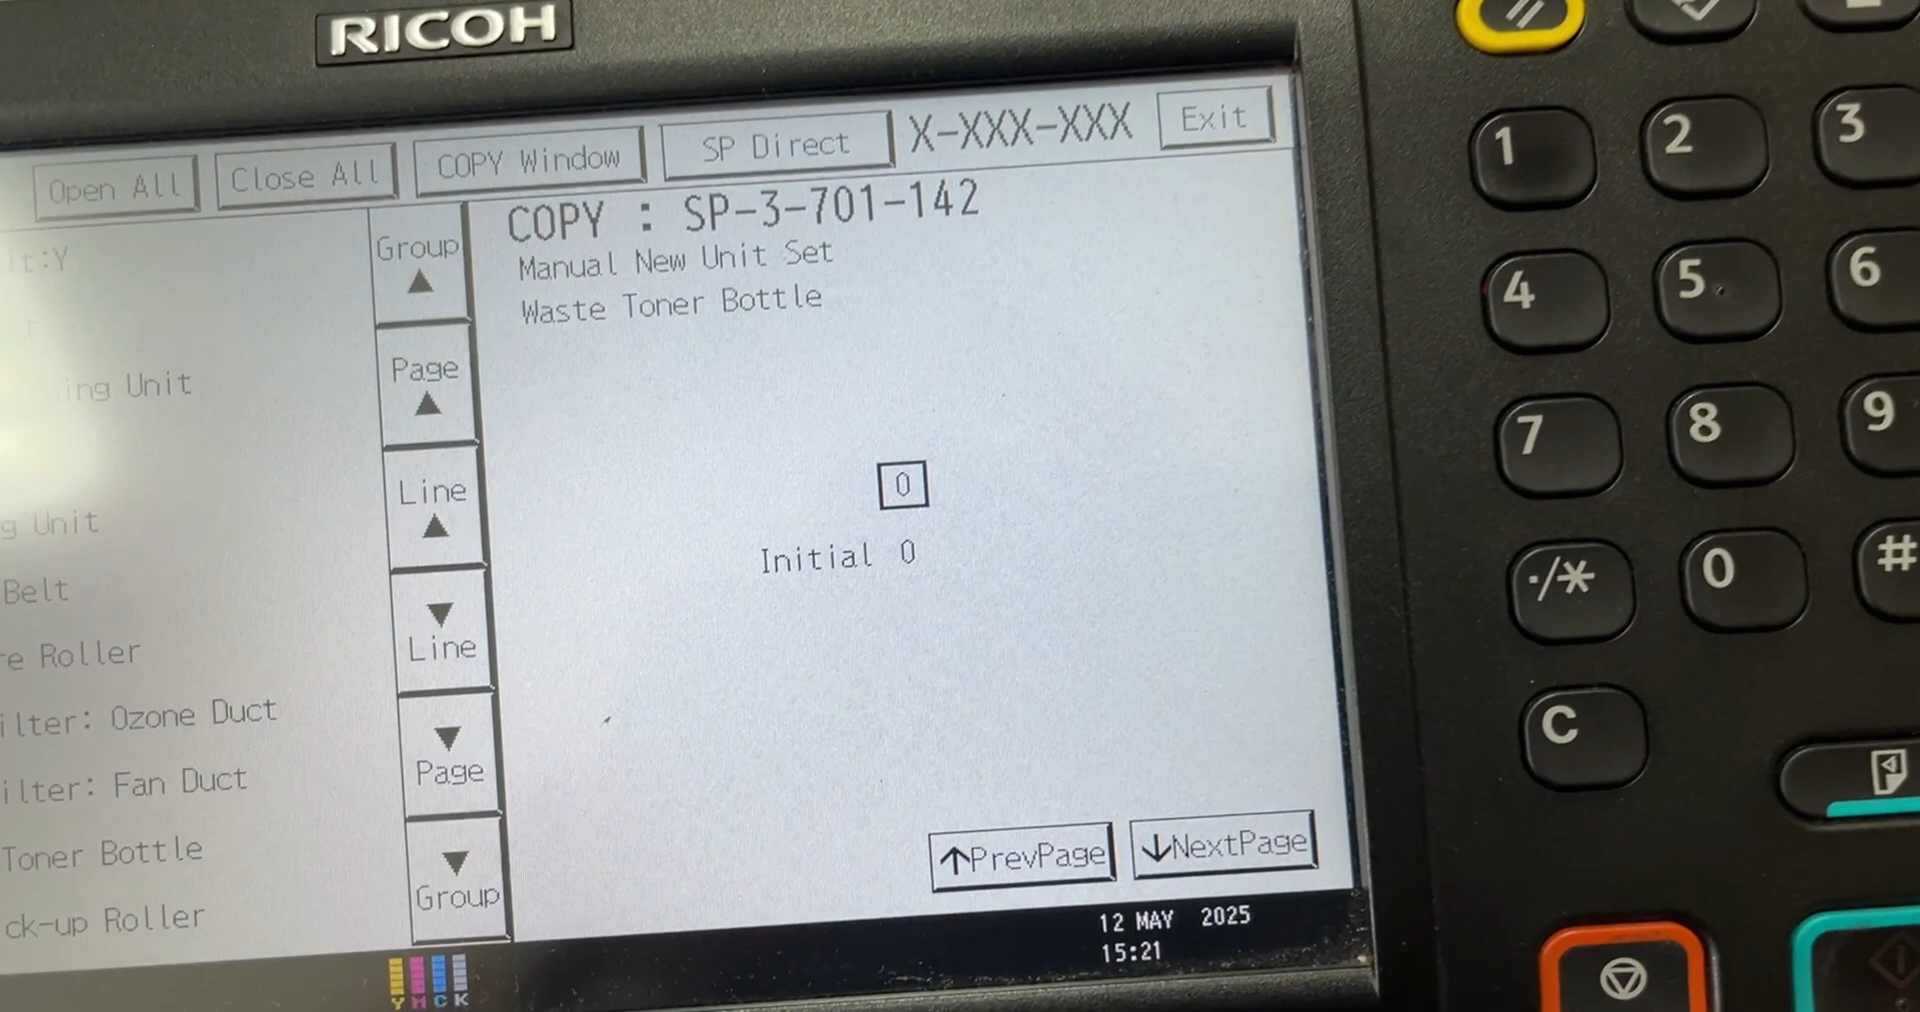 RICOH
Open All
Close All
COPY Window
SP Direct
X-XXX-XXX
Exit
it:Y
ing Unit
g Unit
Belt
re Roller
ilter: Ozone Duct
ilter: Fan Duct
Toner Bottle
ck-up Roller
Group
▲
Page
▲
Line
▲
▼
Line
▼
Page
▼
Group
COPY : SP-3-701-142
Manual New Unit Set
Waste Toner Bottle
0
Initial 0
↑PrevPage
↓NextPage
12 MAY 2025
15:21
Y M C K
1 2 3
4 5 6
7 8 9
·/* 0 #
C